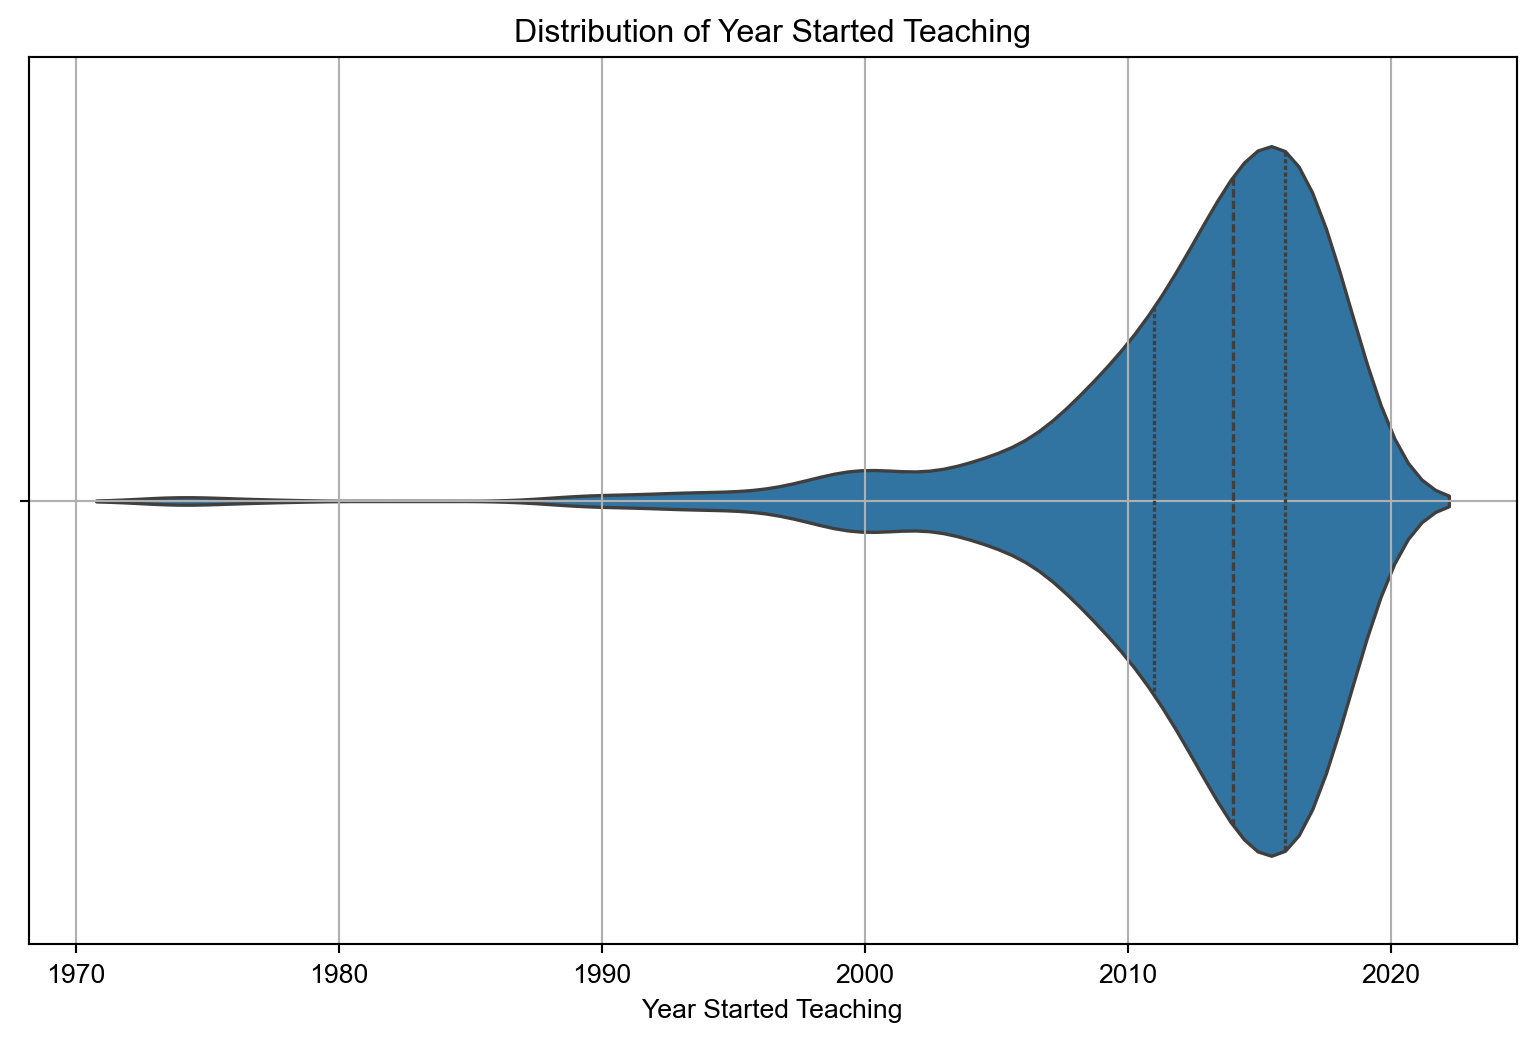 Distribution of Year Started Teaching
1970 1980 1990 2000 2010 2020
Year Started Teaching